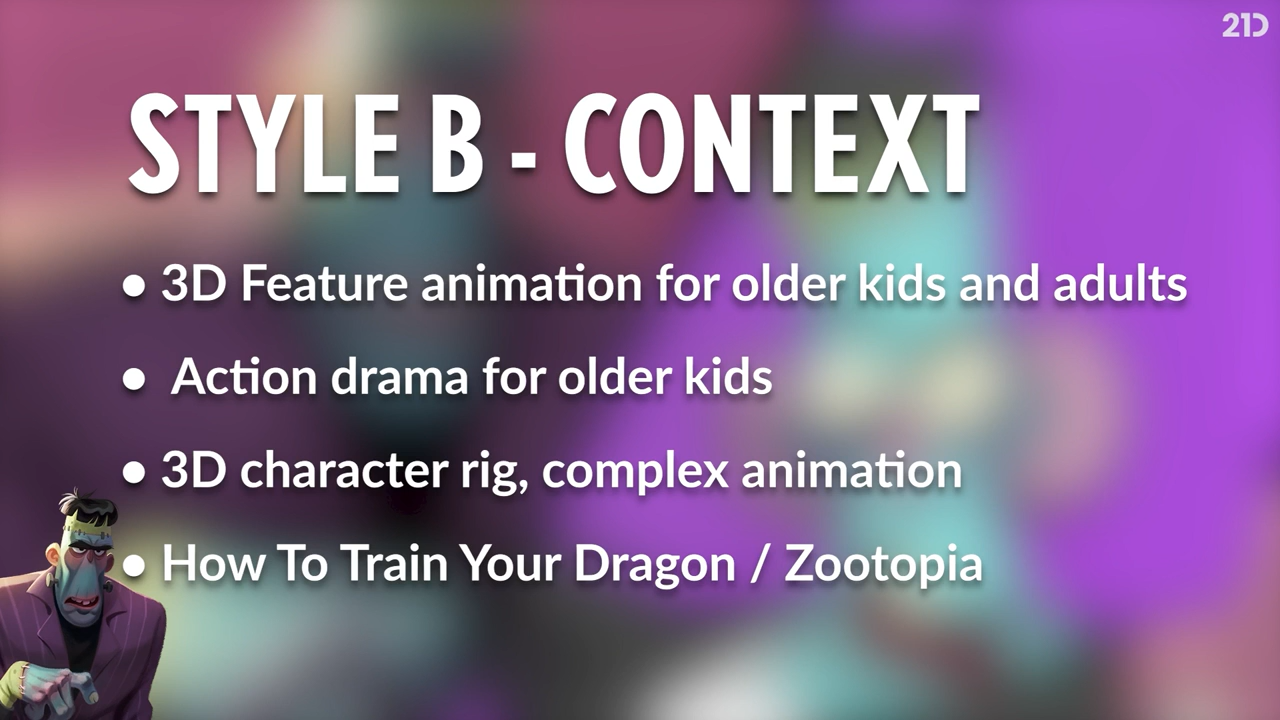 21D
STYLE B - CONTEXT
• 3D Feature animation for older kids and adults
• Action drama for older kids
• 3D character rig, complex animation
• How To Train Your Dragon / Zootopia